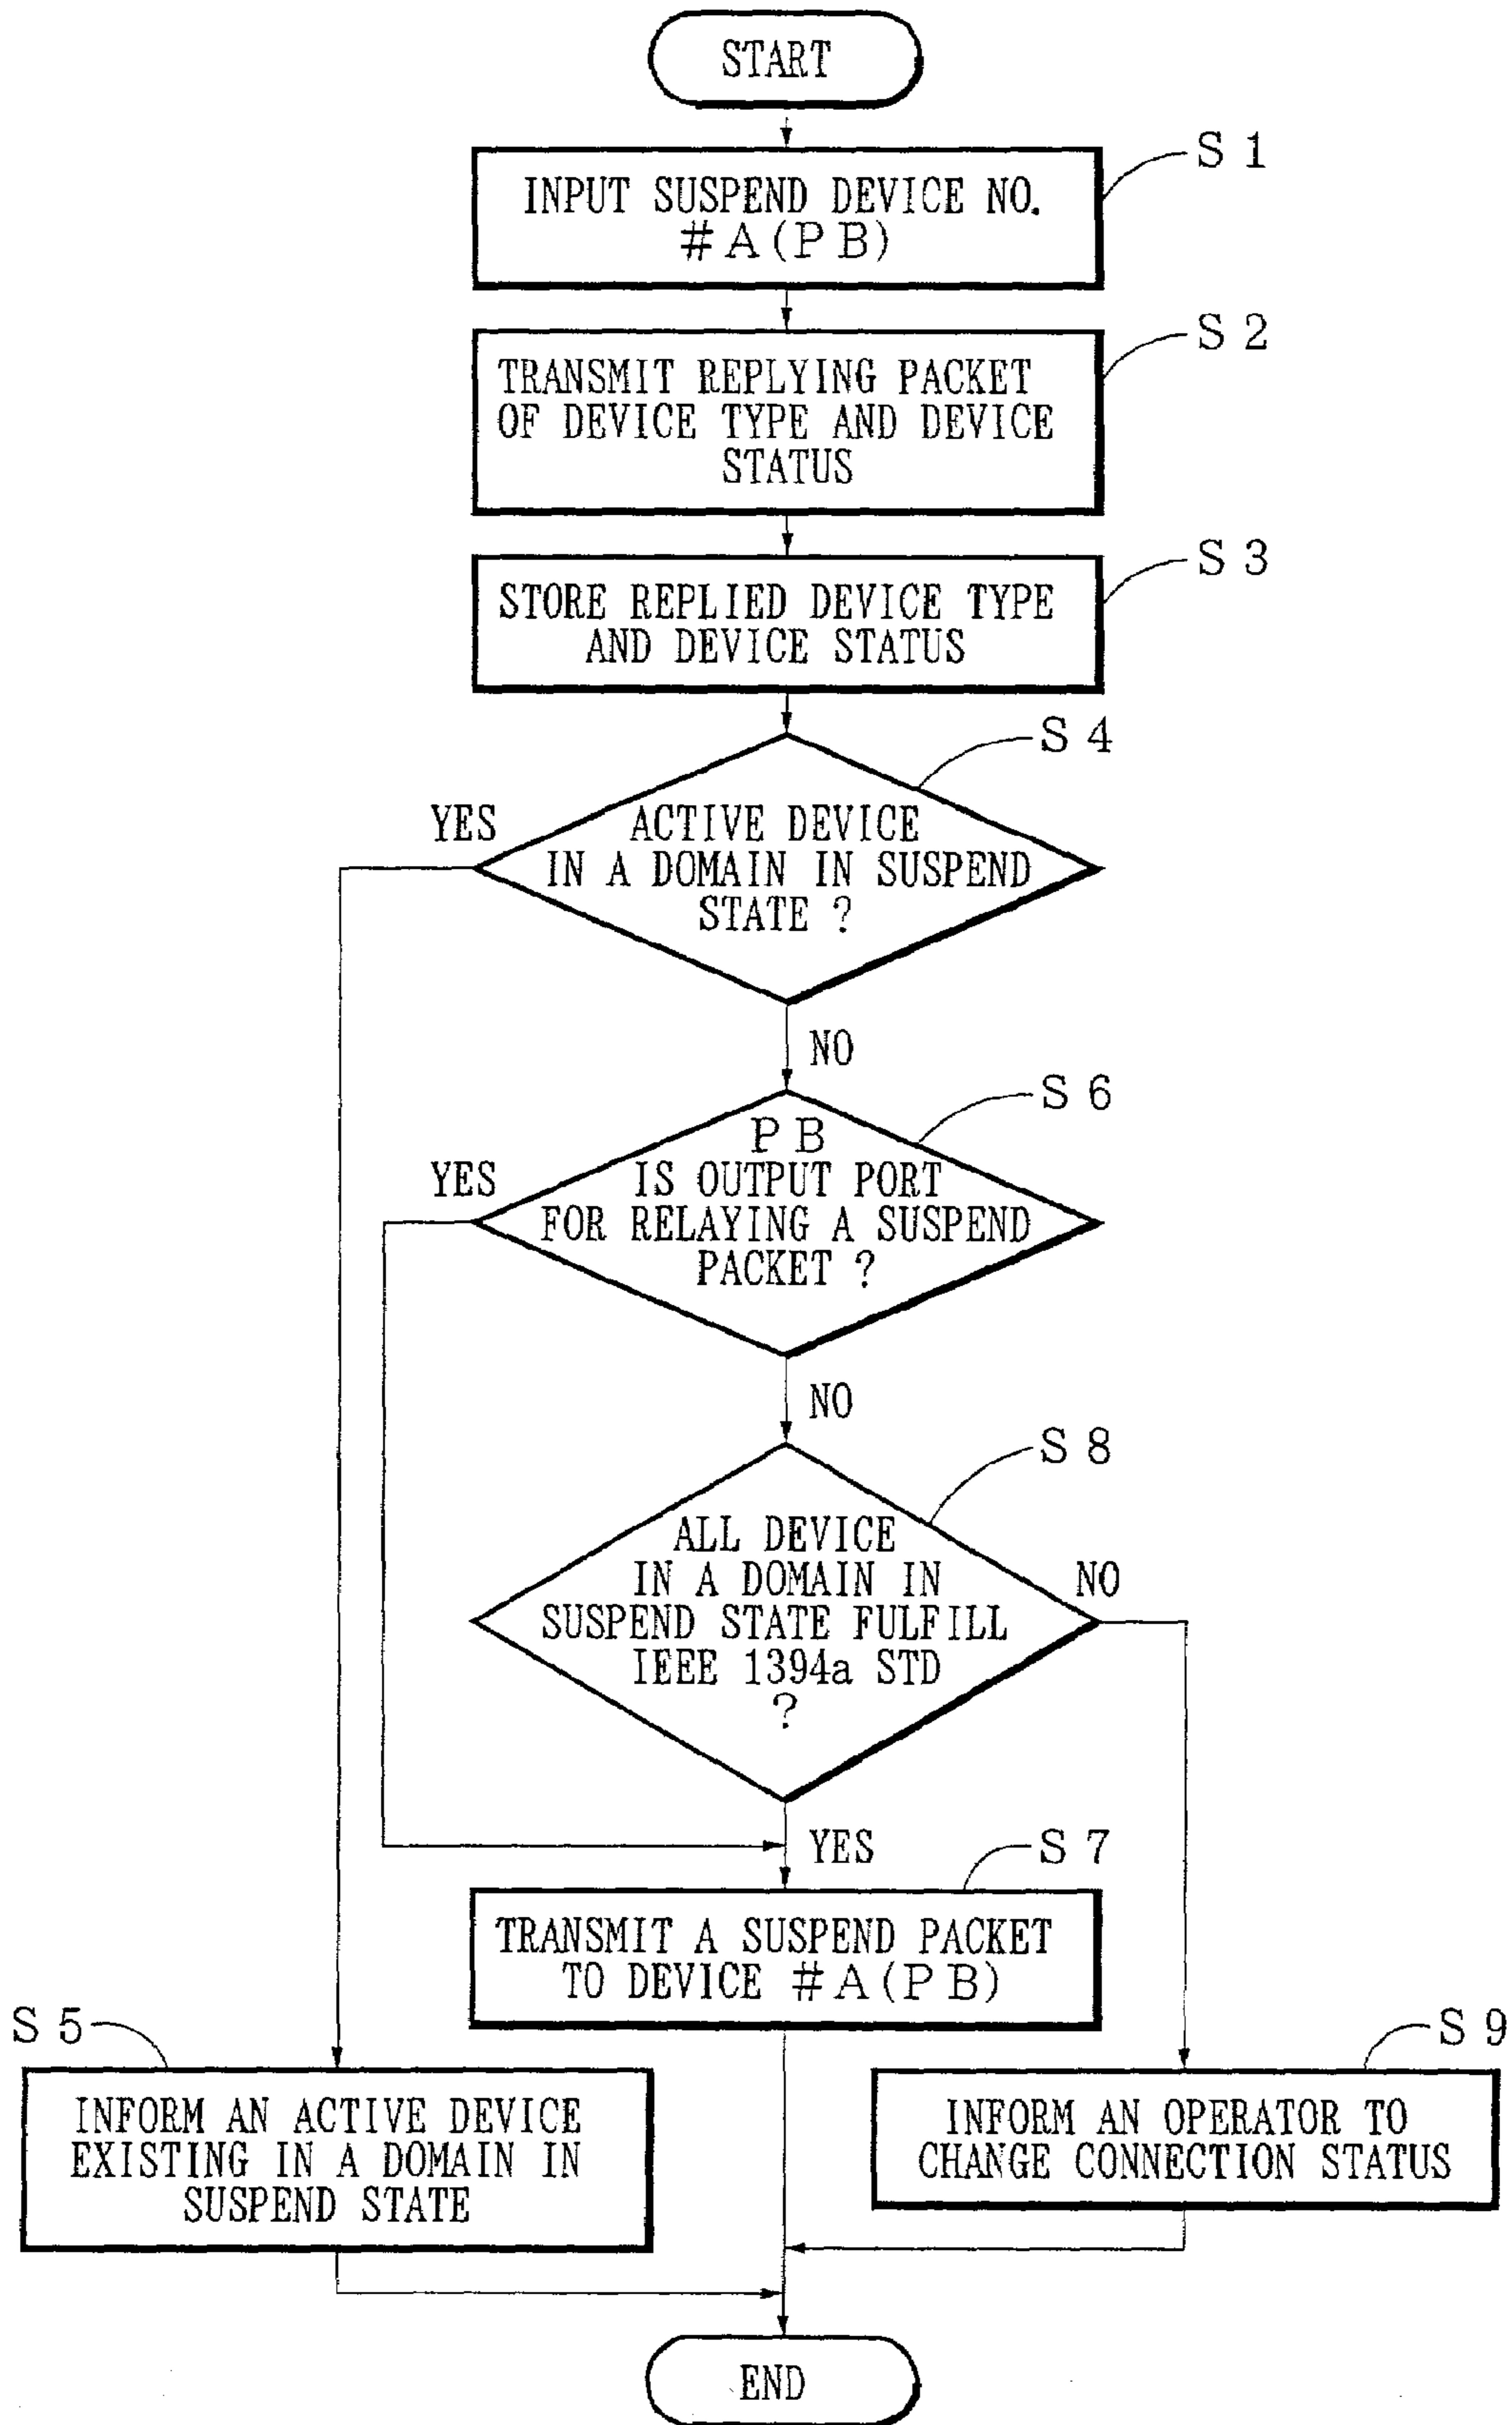 START
S 1
INPUT SUSPEND DEVICE NO.
#A(PB)
S 2
TRANSMIT REPLYING PACKET
OF DEVICE TYPE AND DEVICE
STATUS
S 3
STORE REPLIED DEVICE TYPE
AND DEVICE STATUS
S 4
YES
ACTIVE DEVICE
IN A DOMAIN IN SUSPEND
STATE ?
NO
S 6
PB
YES
IS OUTPUT PORT
FOR RELAYING A SUSPEND
PACKET ?
NO
S 8
ALL DEVICE
IN A DOMAIN IN
NO
SUSPEND STATE FULFILL
IEEE 1394a STD
?
YES
S 7
TRANSMIT A SUSPEND PACKET
TO DEVICE #A(PB)
S 5
S 9
INFORM AN ACTIVE DEVICE
EXISTING IN A DOMAIN IN
SUSPEND STATE
INFORM AN OPERATOR TO
CHANGE CONNECTION STATUS
END